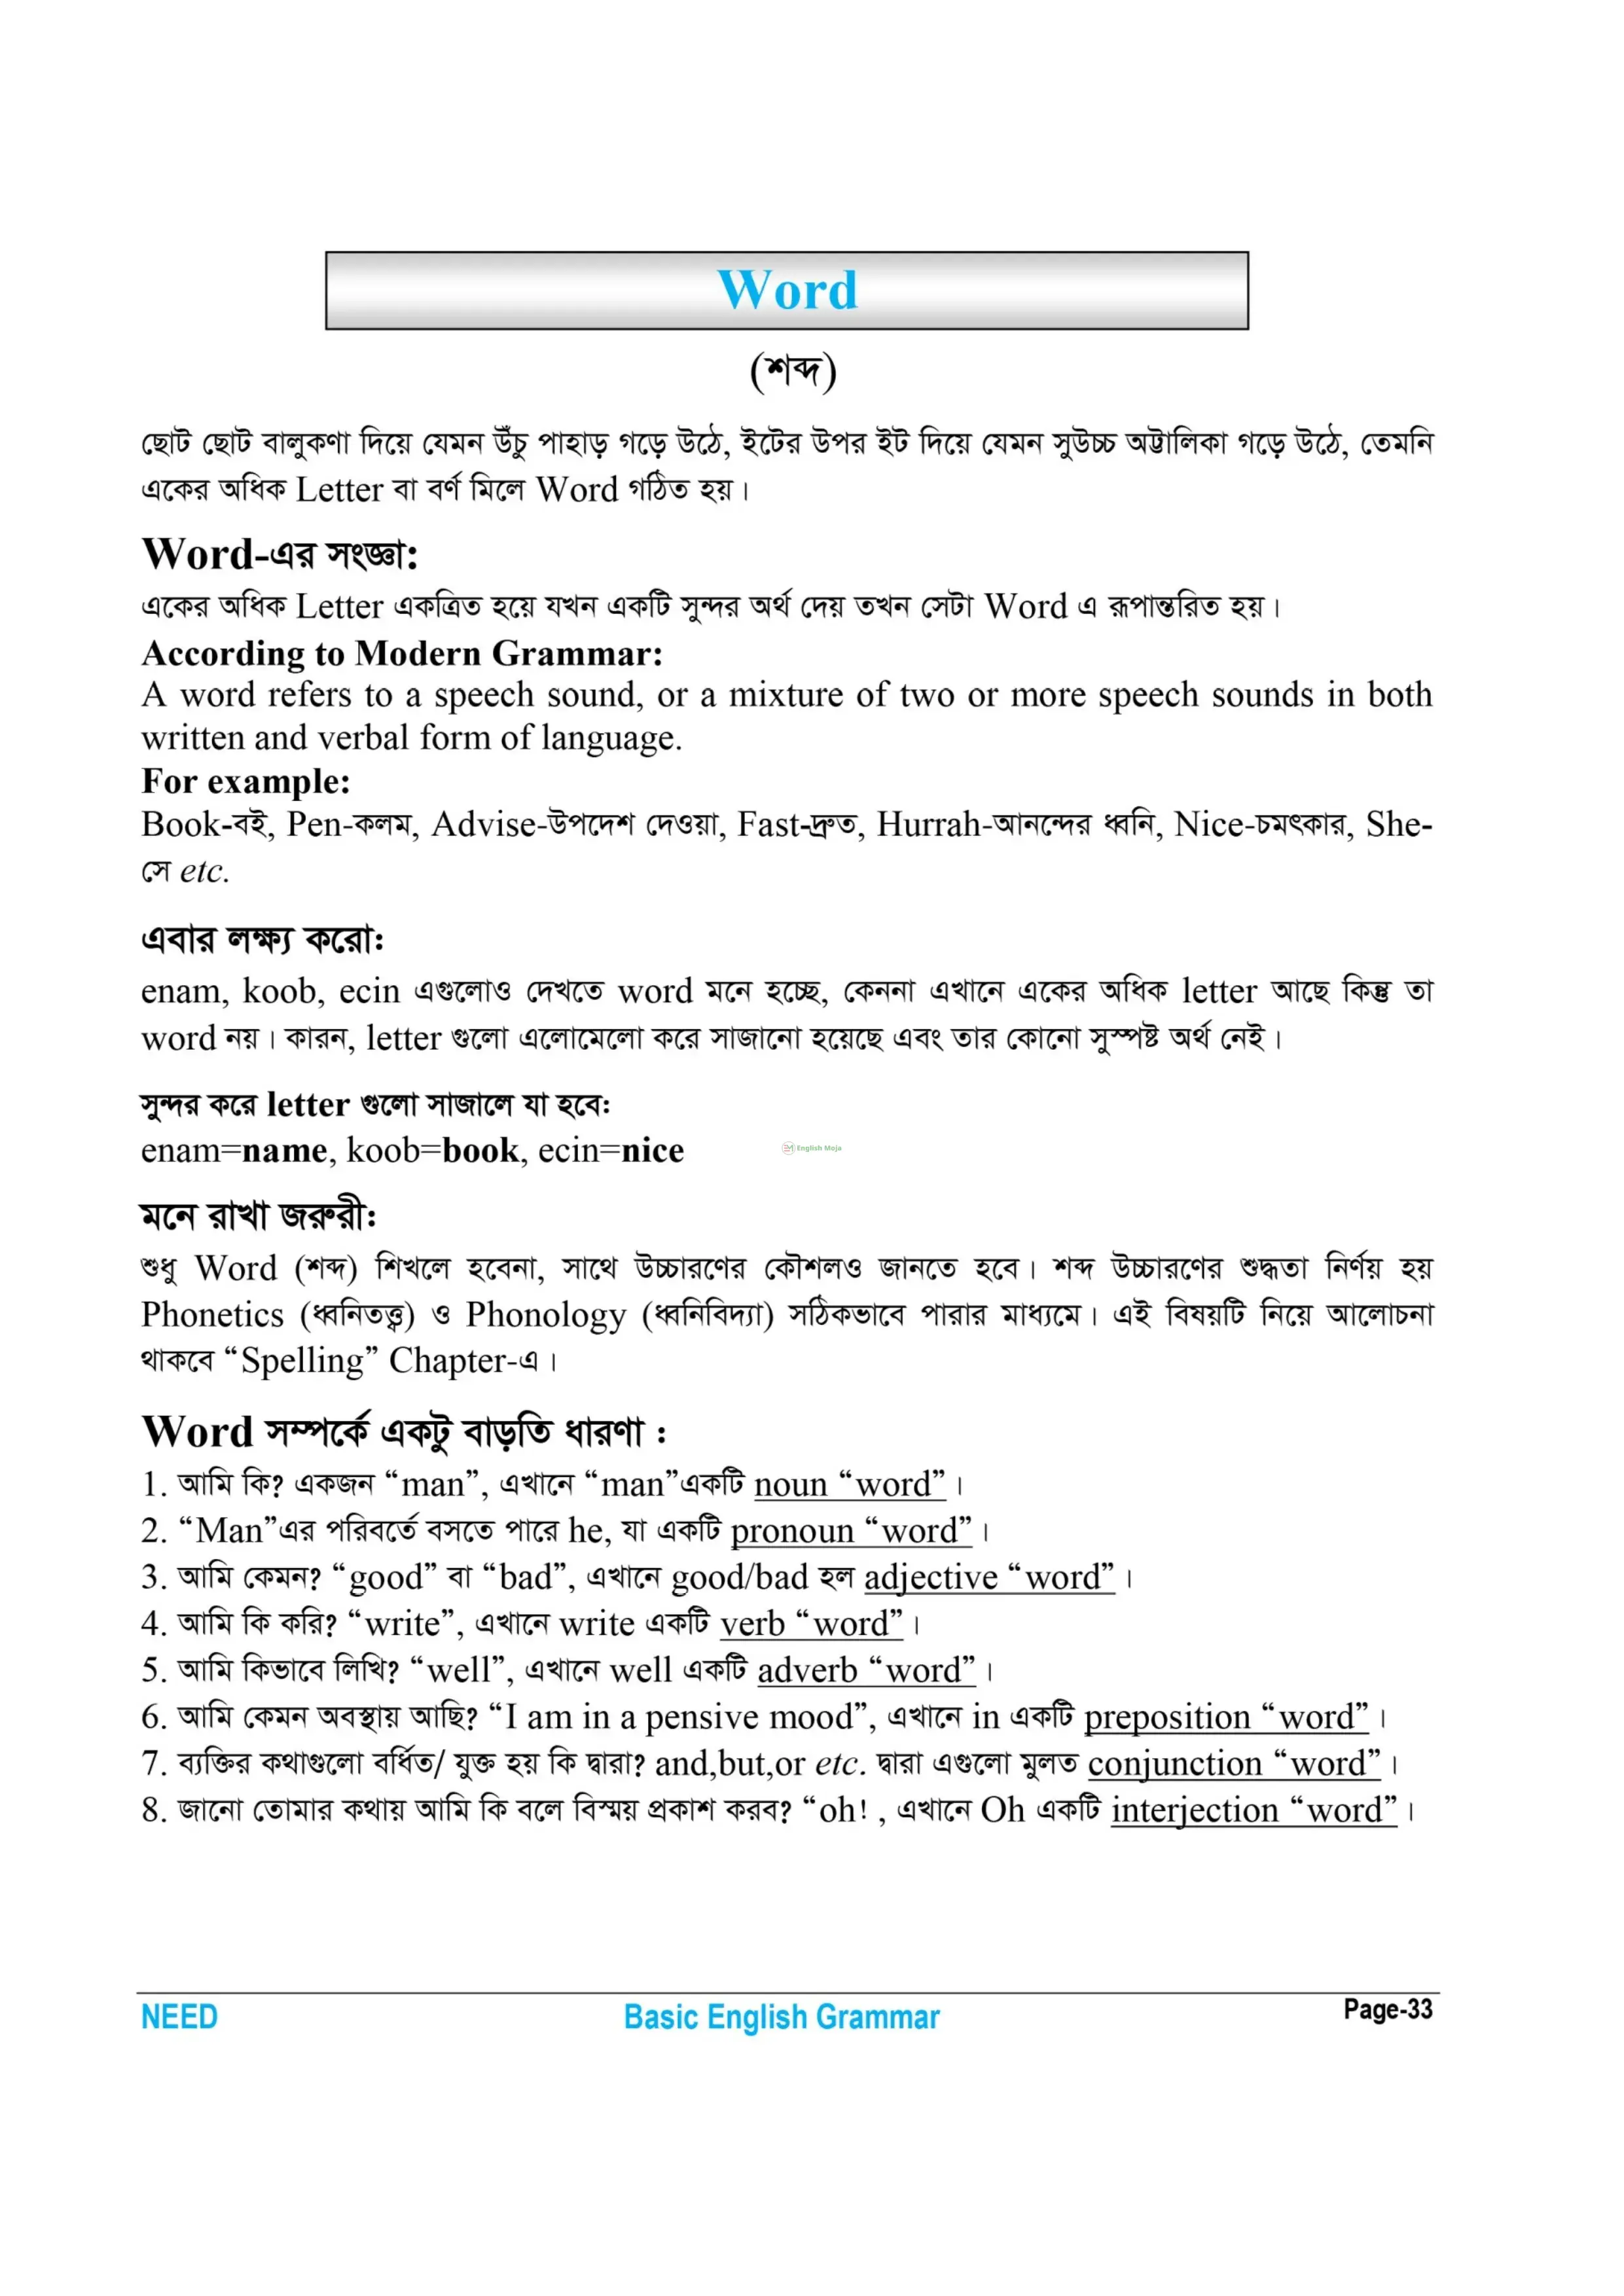 Word
(শব্দ)
ছোট ছোট বালুকণা দিয়ে যেমন উঁচু পাহাড় গড়ে উঠে, ইটের উপর ইট দিয়ে যেমন সুউচ্চ অট্টালিকা গড়ে উঠে, তেমনি
একের অধিক Letter বা বর্ণ মিলে Word গঠিত হয়।
Word-এর সংজ্ঞা:
একের অধিক Letter একত্রিত হয়ে যখন একটি সুন্দর অর্থ দেয় তখন সেটা Word এ রূপান্তরিত হয়।
According to Modern Grammar:
A word refers to a speech sound, or a mixture of two or more speech sounds in both
written and verbal form of language.
For example:
Book-বই, Pen-কলম, Advise-উপদেশ দেওয়া, Fast-দ্রুত, Hurrah-আনন্দের ধ্বনি, Nice-চমৎকার, She-
সে etc.
এবার লক্ষ্য করো:
enam, koob, ecin এগুলোও দেখতে word মনে হচ্ছে, কেননা এখানে একের অধিক letter আছে কিন্তু তা
word নয়। কারন, letter গুলো এলোমেলো করে সাজানো হয়েছে এবং তার কোনো সুস্পষ্ট অর্থ নেই।
সুন্দর করে letter গুলো সাজালে যা হবে:
enam=name, koob=book, ecin=nice
English Moja
মনে রাখা জরুরী:
শুধু Word (শব্দ) শিখলে হবেনা, সাথে উচ্চারণের কৌশলও জানতে হবে। শব্দ উচ্চারণের শুদ্ধতা নির্ণয় হয়
Phonetics (ধ্বনিতত্ত্ব) ও Phonology (ধ্বনিবিদ্যা) সঠিকভাবে পারার মাধ্যমে। এই বিষয়টি নিয়ে আলোচনা
থাকবে “Spelling” Chapter-এ।
Word সম্পর্কে একটু বাড়তি ধারণা :
1. আমি কি? একজন “man”, এখানে “man”একটি noun “word”।
2. “Man”এর পরিবর্তে বসতে পারে he, যা একটি pronoun “word”।
3. আমি কেমন? “good” বা “bad”, এখানে good/bad হল adjective “word”।
4. আমি কি করি? “write”, এখানে write একটি verb “word”।
5. আমি কিভাবে লিখি? “well”, এখানে well একটি adverb “word”।
6. আমি কেমন অবস্থায় আছি? “I am in a pensive mood”, এখানে in একটি preposition “word”।
7. ব্যক্তির কথাগুলো বর্ধিত/ যুক্ত হয় কি দ্বারা? and,but,or etc. দ্বারা এগুলো মুলত conjunction “word”।
8. জানো তোমার কথায় আমি কি বলে বিস্ময় প্রকাশ করব? “oh! , এখানে Oh একটি interjection “word”।
NEED Basic English Grammar Page-33